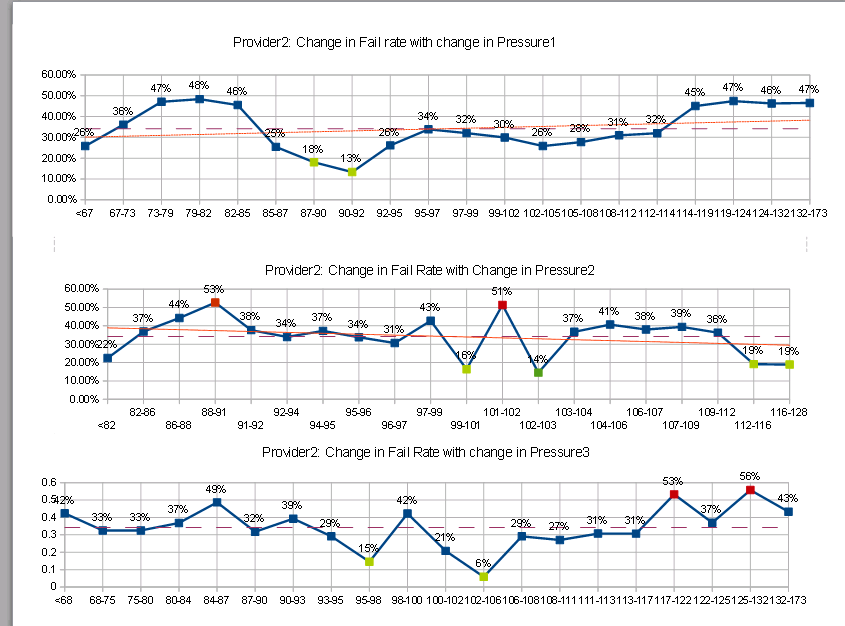 Provider2: Change in Fail rate with change in Pressure1
60.00%
50.00%
40.00%
30.00%
20.00%
10.00%
0.00%
26% 36% 47% 48% 46% 25% 18% 13% 26% 34% 32% 30% 26% 28% 31% 32% 45% 47% 46% 47%
<67 67-73 73-79 79-82 82-85 85-87 87-90 90-92 92-95 95-97 97-99 99-102 102-105 105-108 108-112 112-114 114-119 119-124 124-132 132-173
Provider2: Change in Fail Rate with Change in Pressure2
60.00%
50.00%
40.00%
30.00%
20.00%
10.00%
0.00%
22% 37% 44% 53% 38% 34% 37% 34% 31% 43% 16% 51% 14% 37% 41% 38% 39% 36% 19% 19%
82-86 88-91 92-94 95-96 97-99 101-102 103-104 106-107 109-112 116-128
<82 86-88 91-92 94-95 96-97 99-101 102-103 104-106 107-109 112-116
Provider2: Change in Fail Rate with change in Pressure3
0.6
0.5
0.4
0.3
0.2
0.1
0
42% 33% 33% 37% 49% 32% 39% 29% 15% 42% 21% 6% 29% 27% 31% 31% 53% 37% 56% 43%
<68 68-75 75-80 80-84 84-87 87-90 90-93 93-95 95-98 98-100 100-102 102-106 106-108 108-111 111-113 113-117 117-122 122-125 125-132 132-173